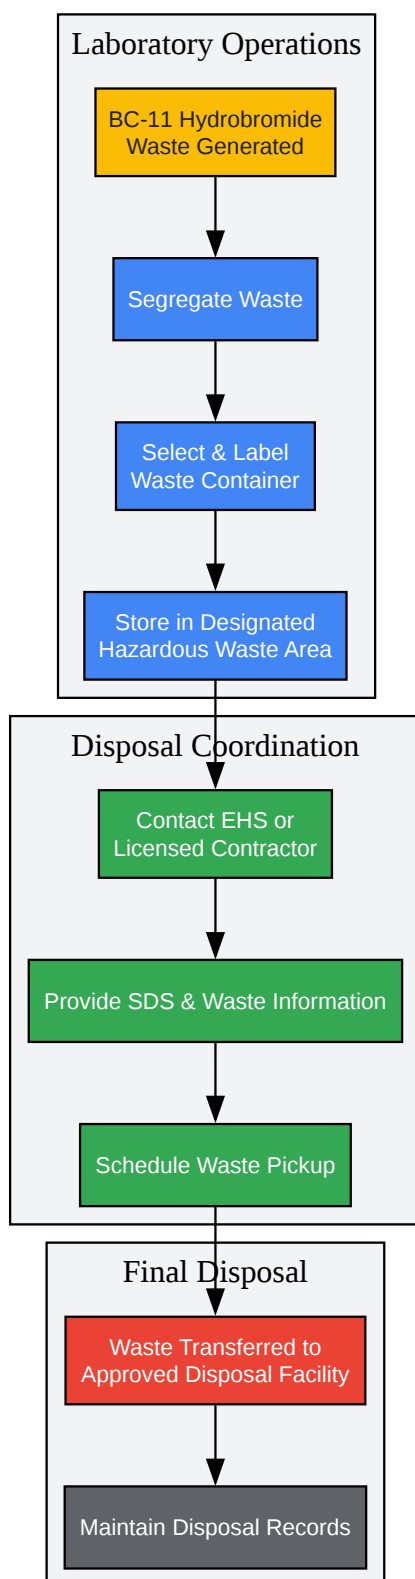 Laboratory Operations
BC-11 Hydrobromide
Waste Generated
Segregate Waste
Select & Label
Waste Container
Store in Designated
Hazardous Waste Area
Disposal Coordination
Contact EHS or
Licensed Contractor
Provide SDS & Waste Information
Schedule Waste Pickup
Final Disposal
Waste Transferred to
Approved Disposal Facility
Maintain Disposal Records